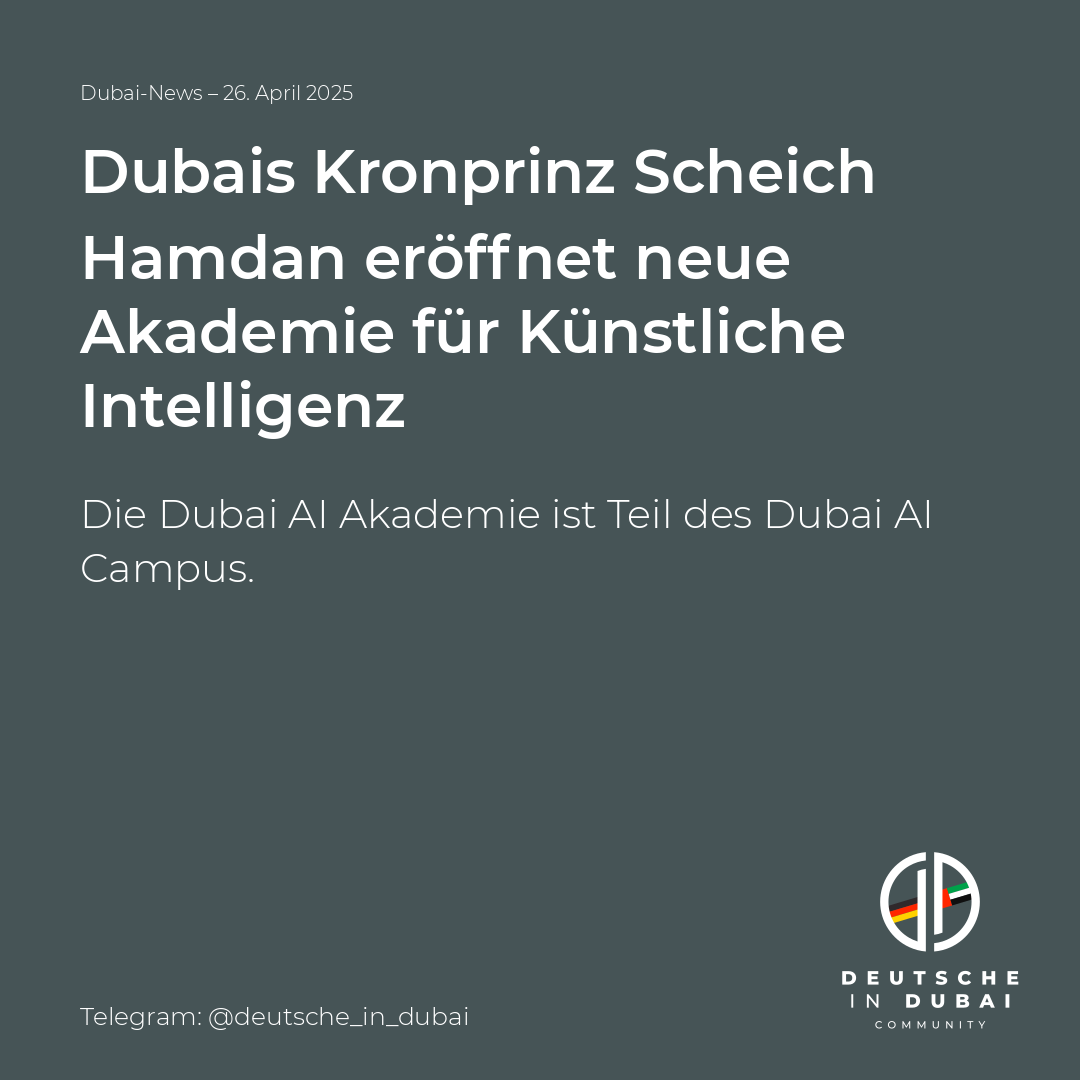 Dubai-News – 26. April 2025
Dubais Kronprinz Scheich
Hamdan eröffnet neue
Akademie für Künstliche
Intelligenz
Die Dubai AI Akademie ist Teil des Dubai AI
Campus.
DEUTSCHE
IN DUBAI
COMMUNITY
Telegram: @deutsche_in_dubai